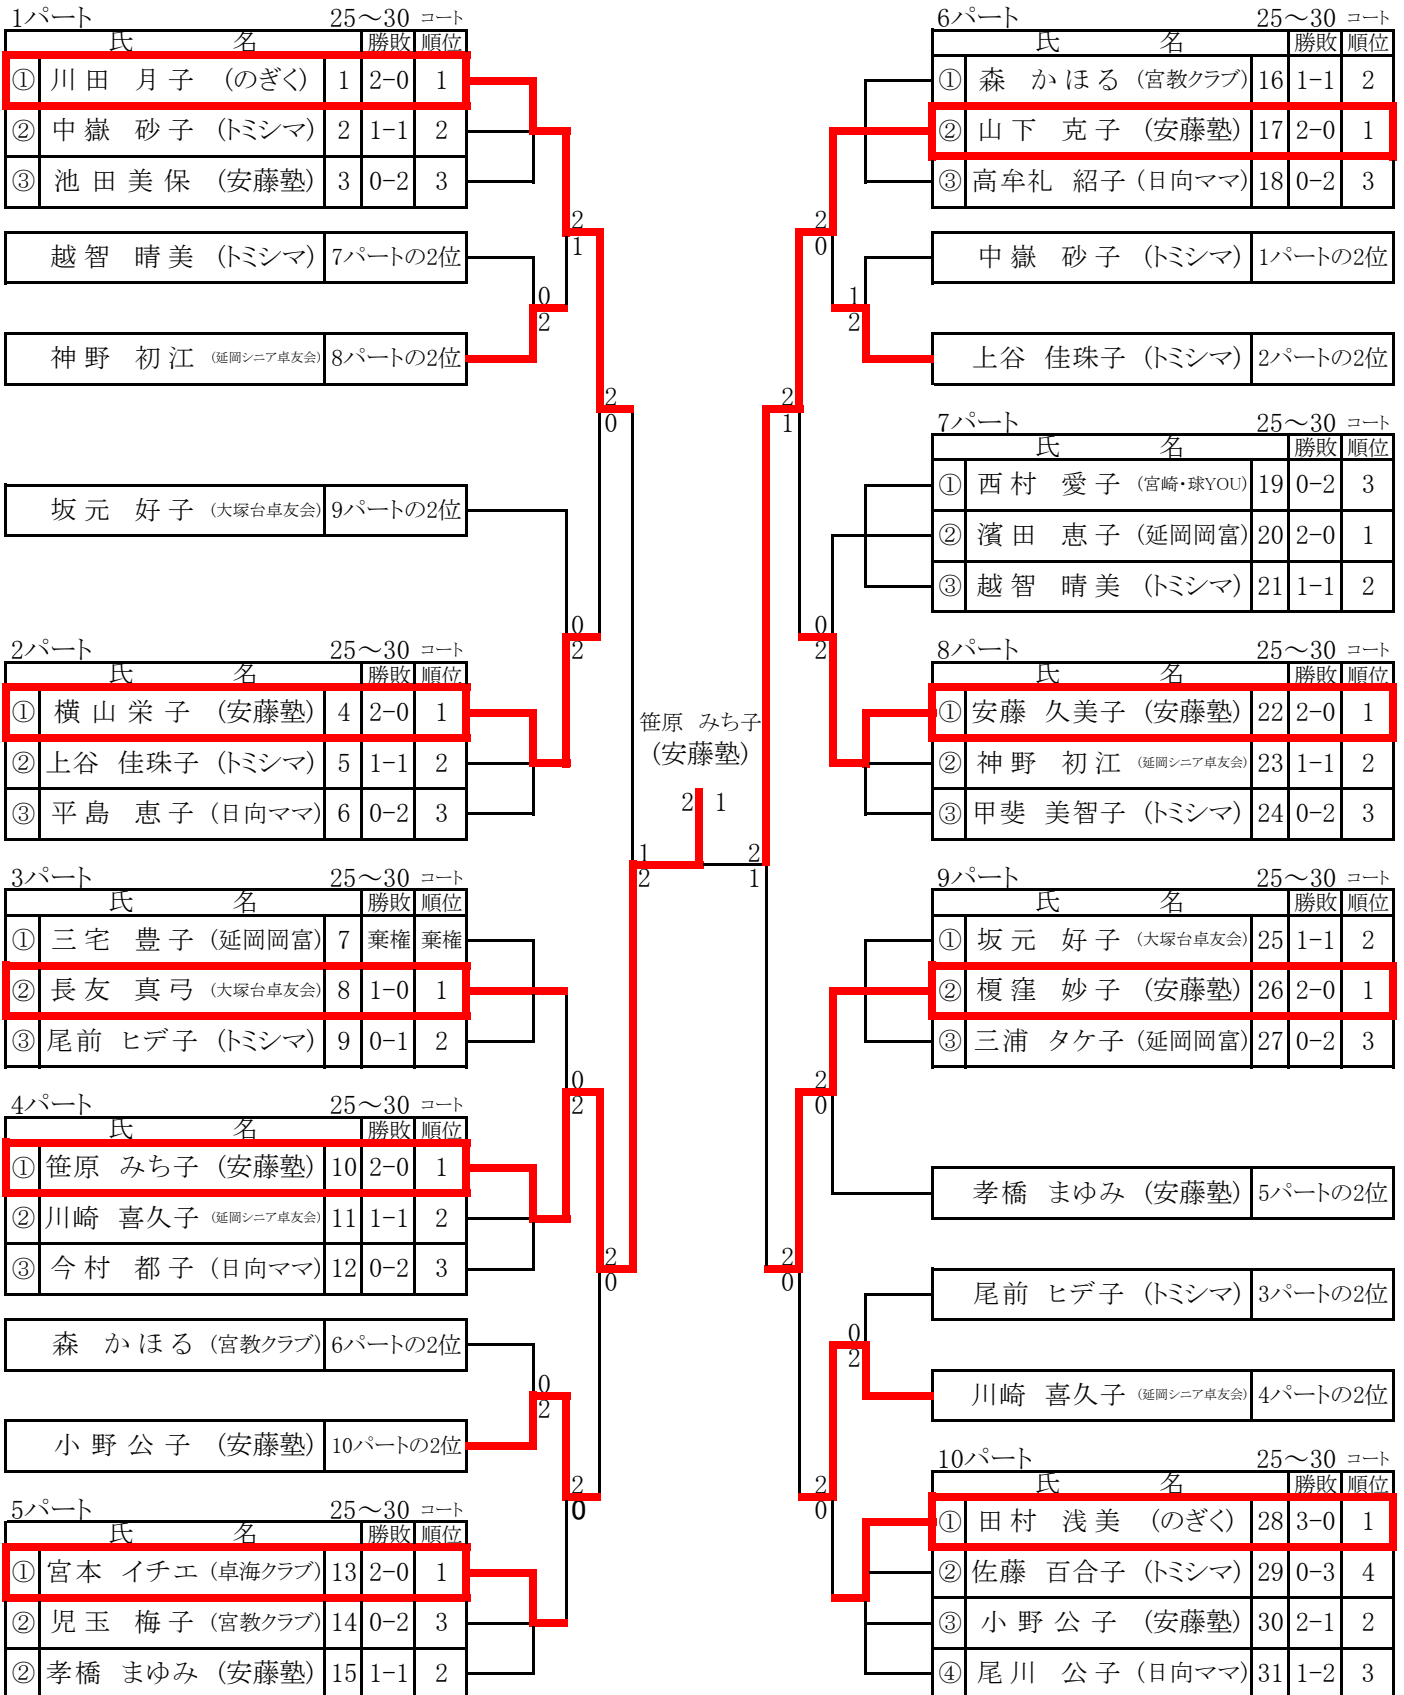 1パート 25～30 コート
氏 名 勝敗 順位
① 川田 月子 (のぎく) 1 2-0 1
② 中嶽 砂子 (トミシマ) 2 1-1 2
③ 池田美保 (安藤塾) 3 0-2 3
越智 晴美 (トミシマ) 7パートの2位
神野 初江 (延岡シニア卓友会) 8パートの2位
坂元 好子 (大塚台卓友会) 9パートの2位
2パート 25～30 コート
氏 名 勝敗 順位
① 横山栄子 (安藤塾) 4 2-0 1
② 上谷 佳珠子 (トミシマ) 5 1-1 2
③ 平島 恵子 (日向ママ) 6 0-2 3
3パート 25～30 コート
氏 名 勝敗 順位
① 三宅 豊子 (延岡岡富) 7 棄権 棄権
② 長友 真弓 (大塚台卓友会) 8 1-0 1
③ 尾前 ヒデ子 (トミシマ) 9 0-1 2
4パート 25～30 コート
氏 名 勝敗 順位
① 笹原 みち子 (安藤塾) 10 2-0 1
② 川崎 喜久子 (延岡シニア卓友会) 11 1-1 2
③ 今村 都子 (日向ママ) 12 0-2 3
森 かほる (宮教クラブ) 6パートの2位
小野公子 (安藤塾) 10パートの2位
5パート 25～30 コート
氏 名 勝敗 順位
① 宮本 イチエ (卓海クラブ) 13 2-0 1
② 児玉 梅子 (宮教クラブ) 14 0-2 3
② 孝橋 まゆみ (安藤塾) 15 1-1 2
2
1
0
2
2
0
0
2
1
2
0
2
2
0
0
2
2
0
笹原 みち子
(安藤塾)
2 1
2
0
1
2
2
1
0
2
2
1
2
0
2
0
0
2
2
0
6パート 25～30 コート
氏 名 勝敗 順位
① 森 かほる (宮教クラブ) 16 1-1 2
② 山下 克子 (安藤塾) 17 2-0 1
③ 高牟礼 紹子 (日向ママ) 18 0-2 3
中嶽 砂子 (トミシマ) 1パートの2位
上谷 佳珠子 (トミシマ) 2パートの2位
7パート 25～30 コート
氏 名 勝敗 順位
① 西村 愛子 (宮崎・球YOU) 19 0-2 3
② 濱田 恵子 (延岡岡富) 20 2-0 1
③ 越智 晴美 (トミシマ) 21 1-1 2
8パート 25～30 コート
氏 名 勝敗 順位
① 安藤 久美子 (安藤塾) 22 2-0 1
② 神野 初江 (延岡シニア卓友会) 23 1-1 2
③ 甲斐 美智子 (トミシマ) 24 0-2 3
9パート 25～30 コート
氏 名 勝敗 順位
① 坂元 好子 (大塚台卓友会) 25 1-1 2
② 榎窪 妙子 (安藤塾) 26 2-0 1
③ 三浦 タケ子 (延岡岡富) 27 0-2 3
孝橋 まゆみ (安藤塾) 5パートの2位
尾前 ヒデ子 (トミシマ) 3パートの2位
川崎 喜久子 (延岡シニア卓友会) 4パートの2位
10パート 25～30 コート
氏 名 勝敗 順位
① 田村 浅美 (のぎく) 28 3-0 1
② 佐藤 百合子 (トミシマ) 29 0-3 4
③ 小野公子 (安藤塾) 30 2-1 2
④ 尾川 公子 (日向ママ) 31 1-2 3